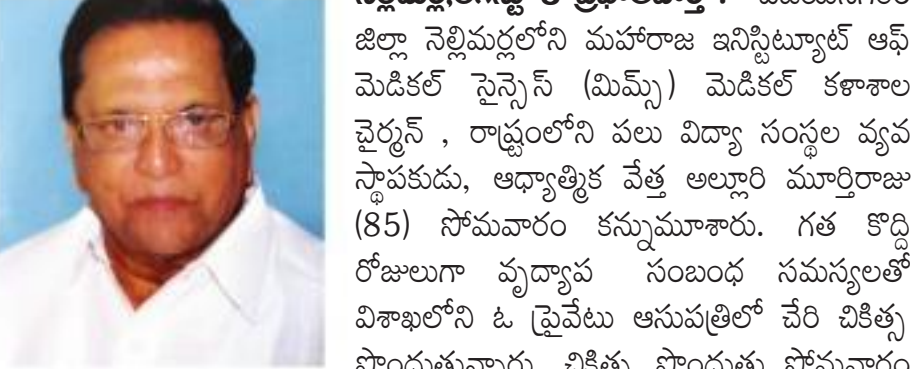 జిల్లా నెల్లిమర్లలోని మహారాజ ఇనిస్టిట్యూట్ ఆఫ్
మెడికల్ సైన్సెస్ (మిమ్స్) మెడికల్ కళాశాల
చైర్మన్ , రాష్ట్రంలోని పలు విద్యా సంస్థల వ్యవ
స్థాపకుడు, ఆధ్యాత్మిక వేత్త అల్లూరి మూర్తిరాజు
(85) సోమవారం కన్నుమూశారు. గత కొద్ది
రోజులుగా వృద్యాప సంబంధ సమస్యలతో
విశాఖలోని ఓ ప్రైవేటు ఆసుపత్రిలో చేరి చికిత్స
పొందుతున్నారు. చికిత్స పొందుతు సోమవారం